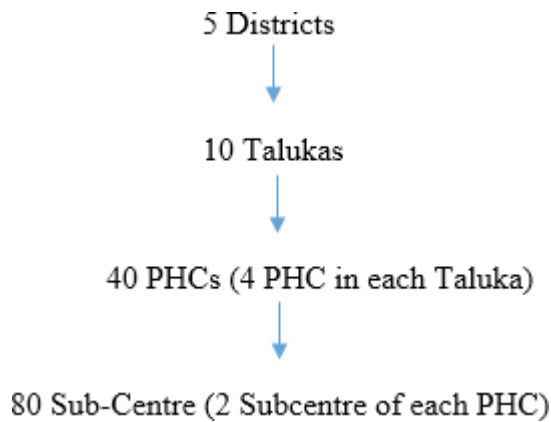 5 Districts
10 Talukas
40 PHCs (4 PHC in each Taluka)
80 Sub-Centre (2 Subcentre of each PHC)